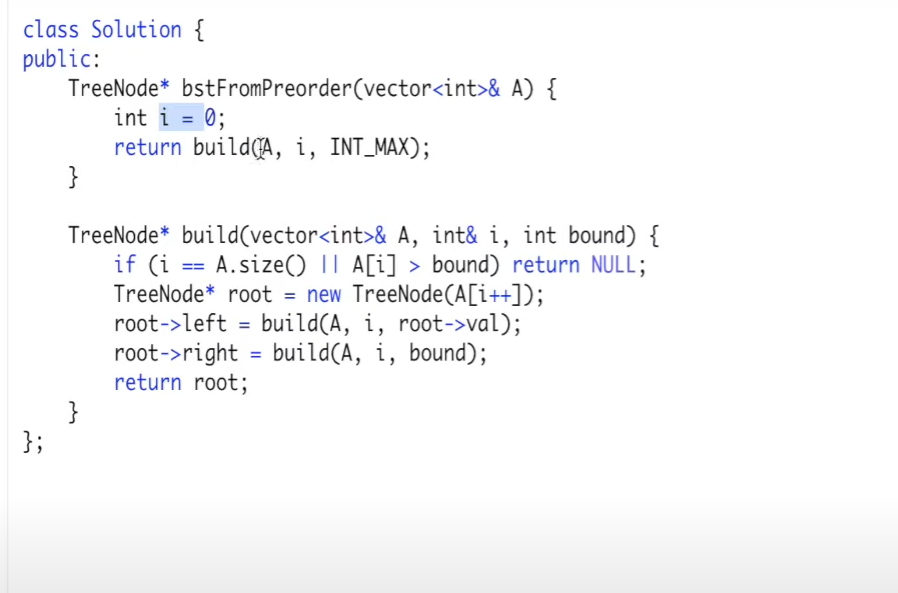 class Solution {
public:
    TreeNode* bstFromPreorder(vector<int>& A) {
        int i = 0;
        return build(A, i, INT_MAX);
    }

    TreeNode* build(vector<int>& A, int& i, int bound) {
        if (i == A.size() || A[i] > bound) return NULL;
        TreeNode* root = new TreeNode(A[i++]);
        root->left = build(A, i, root->val);
        root->right = build(A, i, bound);
        return root;
    }
};